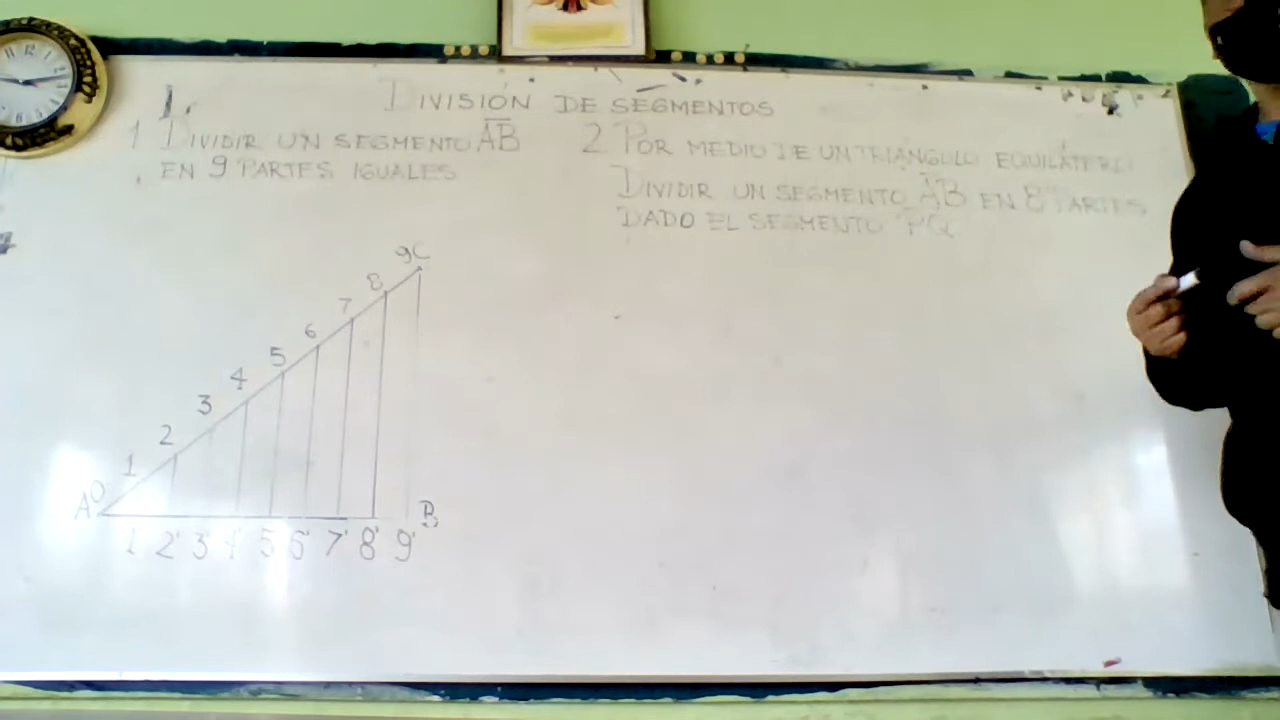 DIVISIÓN DE SEGMENTOS
1 DIVIDIR UN SEGMENTO AB
EN 9 PARTES IGUALES
2 POR MEDIO DE UN TRIANGULO EQUILÁTERO
DIVIDIR UN SEGMENTO AB EN 8 PARTES
DADO EL SEGMENTO PQ
9C
8
7
6
5
4
3
2
1
A 0
B
1 2' 3' 4' 5 6' 7' 8' 9'